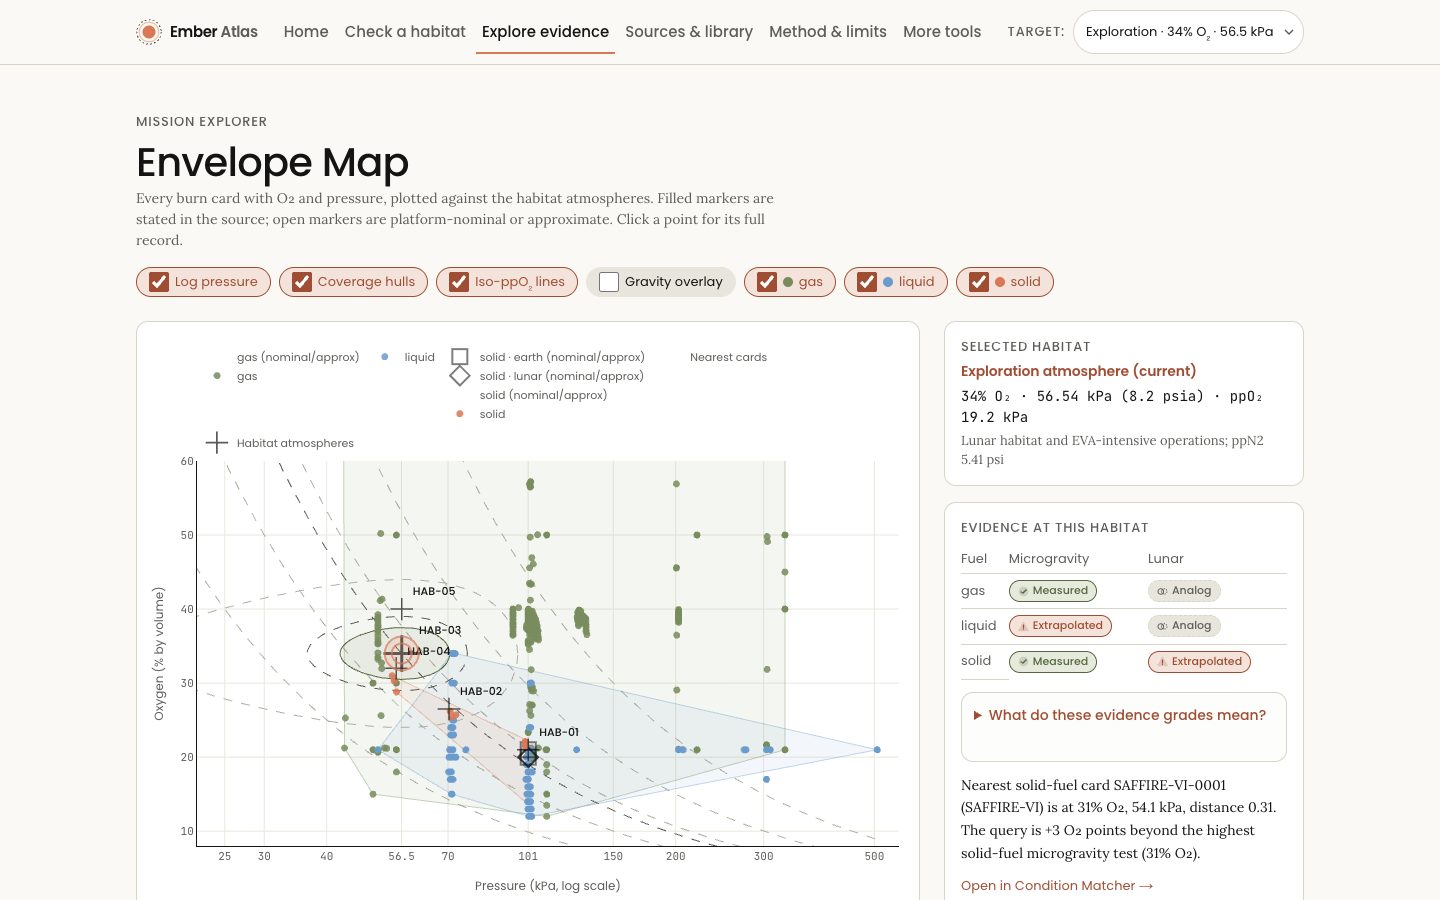 Ember Atlas
Home Check a habitat Explore evidence Sources & library Method & limits More tools TARGET: Exploration · 34% O₂ · 56.5 kPa
MISSION EXPLORER
Envelope Map
Every burn card with O₂ and pressure, plotted against the habitat atmospheres. Filled markers are
stated in the source; open markers are platform-nominal or approximate. Click a point for its full
record.
Log pressure Coverage hulls Iso-ppO₂ lines Gravity overlay gas liquid solid
gas (nominal/approx) liquid solid · earth (nominal/approx) Nearest cards
gas solid · lunar (nominal/approx)
solid (nominal/approx)
solid
Habitat atmospheres
60
50
40
30
20
10
Oxygen (% by volume)
HAB-05
HAB-03
HAB-04
HAB-02
HAB-01
25 30 40 56.5 70 101 150 200 300 500
Pressure (kPa, log scale)
SELECTED HABITAT
Exploration atmosphere (current)
34% O₂ · 56.54 kPa (8.2 psia) · ppO₂
19.2 kPa
Lunar habitat and EVA-intensive operations; ppN2
5.41 psi
EVIDENCE AT THIS HABITAT
Fuel Microgravity Lunar
gas Measured Analog
liquid Extrapolated Analog
solid Measured Extrapolated
What do these evidence grades mean?
Nearest solid-fuel card SAFFIRE-VI-0001
(SAFFIRE-VI) is at 31% O₂, 54.1 kPa, distance 0.31.
The query is +3 O₂ points beyond the highest
solid-fuel microgravity test (31% O₂).
Open in Condition Matcher →